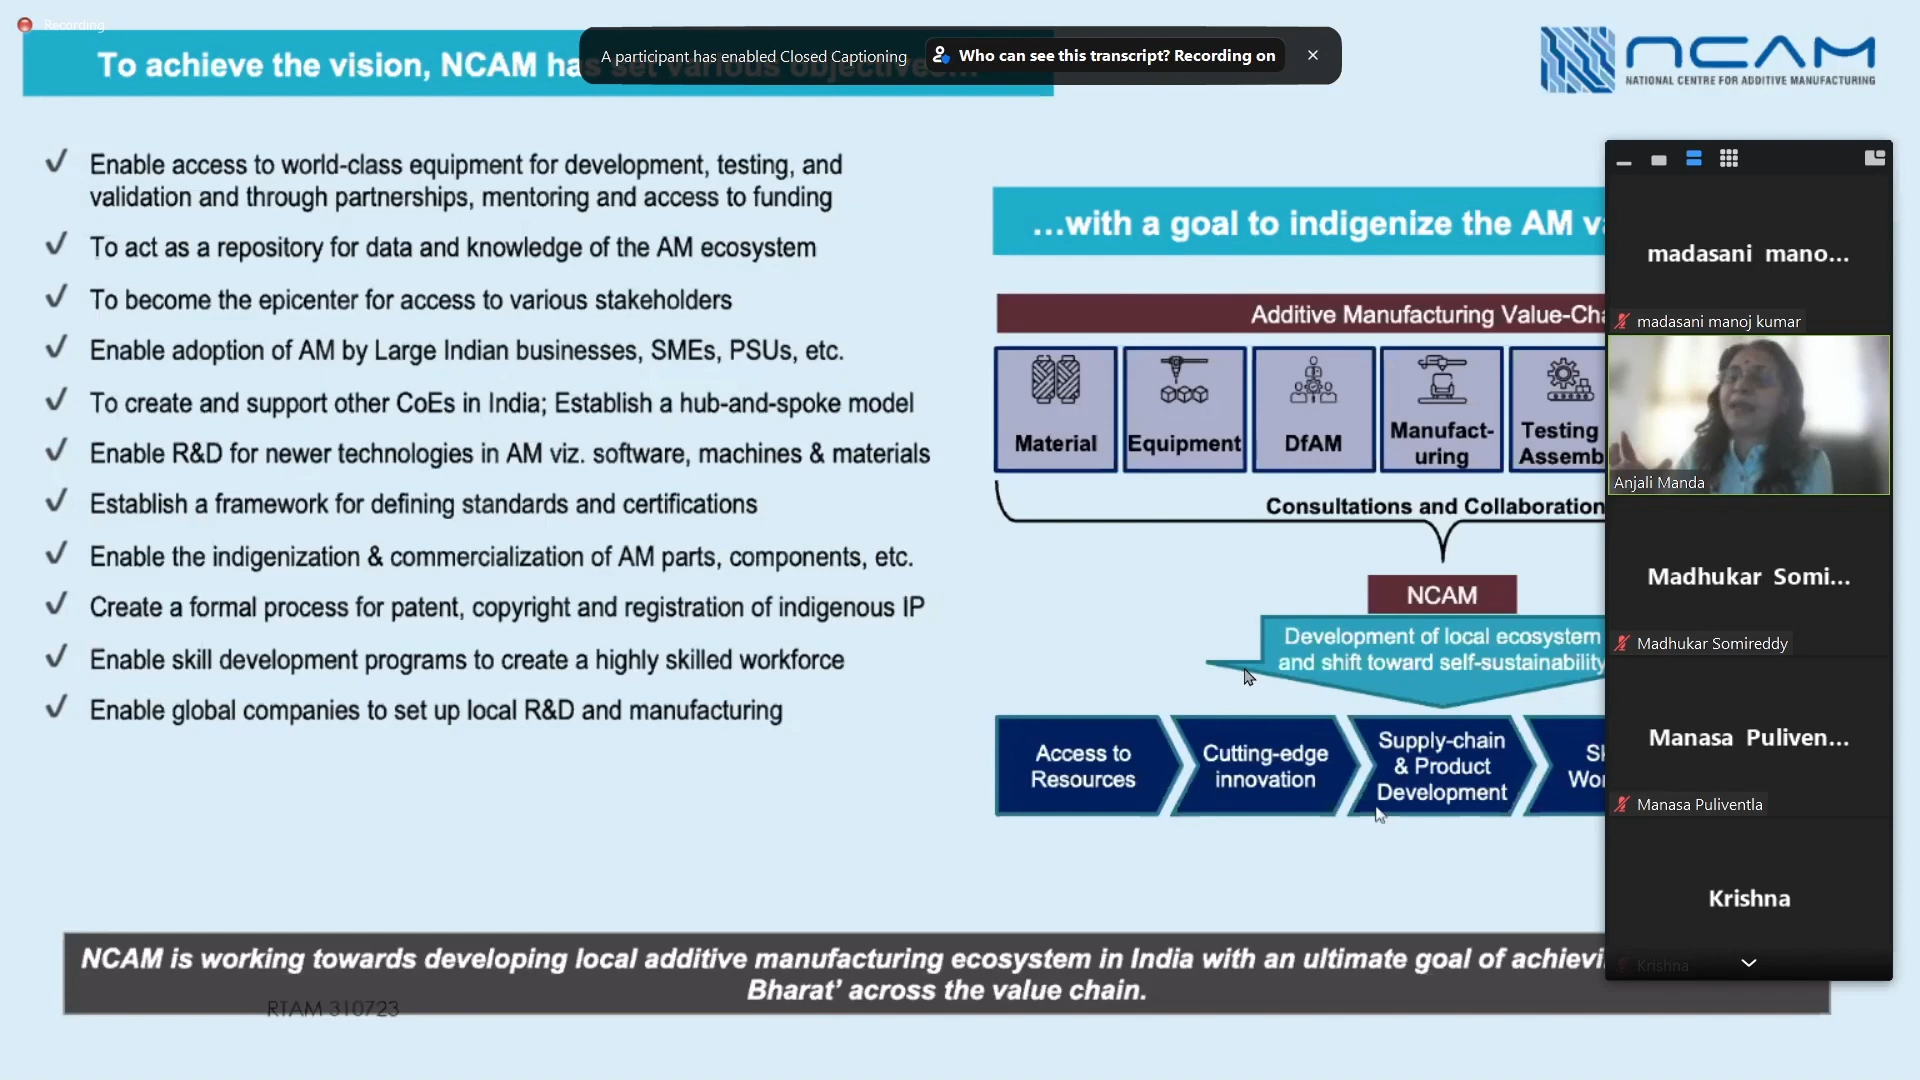 Recording
To achieve the vision, NCAM has set various objectives...
A participant has enabled Closed Captioning
Who can see this transcript? Recording on
NCAM
NATIONAL CENTRE FOR ADDITIVE MANUFACTURING
Enable access to world-class equipment for development, testing, and
validation and through partnerships, mentoring and access to funding
To act as a repository for data and knowledge of the AM ecosystem
To become the epicenter for access to various stakeholders
Enable adoption of AM by Large Indian businesses, SMEs, PSUs, etc.
To create and support other CoEs in India; Establish a hub-and-spoke model
Enable R&D for newer technologies in AM viz. software, machines & materials
Establish a framework for defining standards and certifications
Enable the indigenization & commercialization of AM parts, components, etc.
Create a formal process for patent, copyright and registration of indigenous IP
Enable skill development programs to create a highly skilled workforce
Enable global companies to set up local R&D and manufacturing
...with a goal to indigenize the AM
Additive Manufacturing
Material
Equipment
DfAM
Manufact-
uring
Testing
Assemb
Consultations and Collaboration
NCAM
Development of local ecosystem
and shift toward self-sustainability
Access to
Resources
Cutting-edge
innovation
Supply-chain
& Product
Development
madasani mano...
madasani manoj kumar
Anjali Manda
Madhukar Somi...
Madhukar Somireddy
Manasa Puliven...
Manasa Puliventla
Krishna
Krishna
NCAM is working towards developing local additive manufacturing ecosystem in India with an ultimate goal of
Bharat' across the value chain.
RTAM 310723